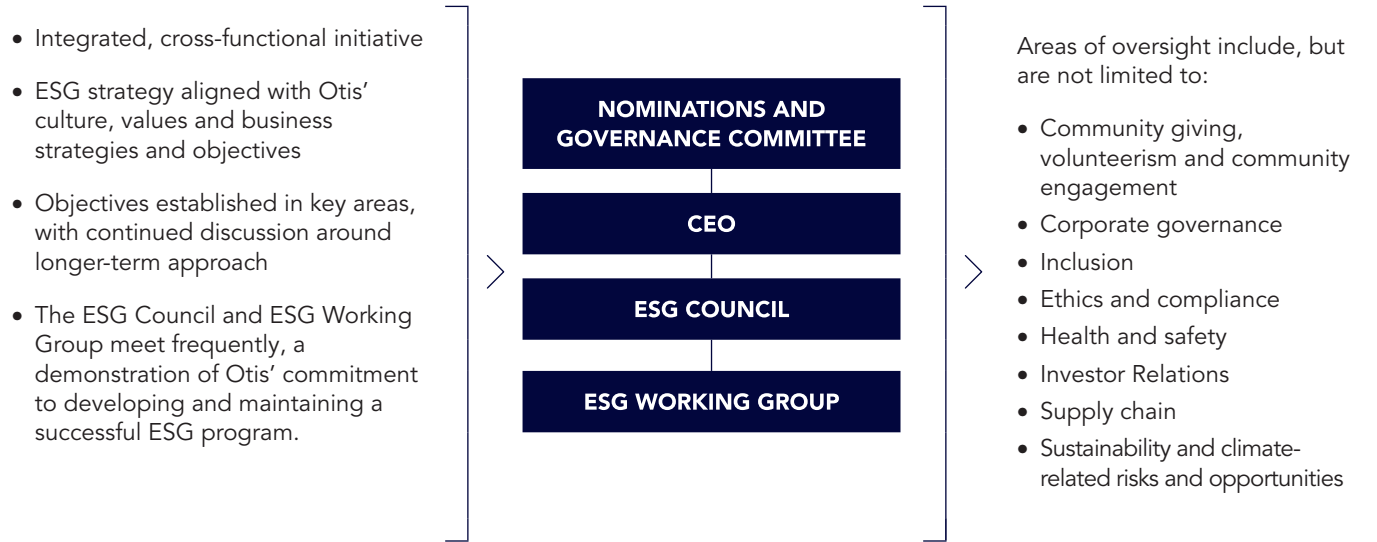 • Integrated, cross-functional initiative
• ESG strategy aligned with Otis’
culture, values and business
strategies and objectives
• Objectives established in key areas,
with continued discussion around
longer-term approach
• The ESG Council and ESG Working
Group meet frequently, a
demonstration of Otis’ commitment
to developing and maintaining a
successful ESG program.
NOMINATIONS AND
GOVERNANCE COMMITTEE
CEO
ESG COUNCIL
ESG WORKING GROUP
Areas of oversight include, but
are not limited to:
• Community giving,
volunteerism and community
engagement
• Corporate governance
• Inclusion
• Ethics and compliance
• Health and safety
• Investor Relations
• Supply chain
• Sustainability and climate-
related risks and opportunities